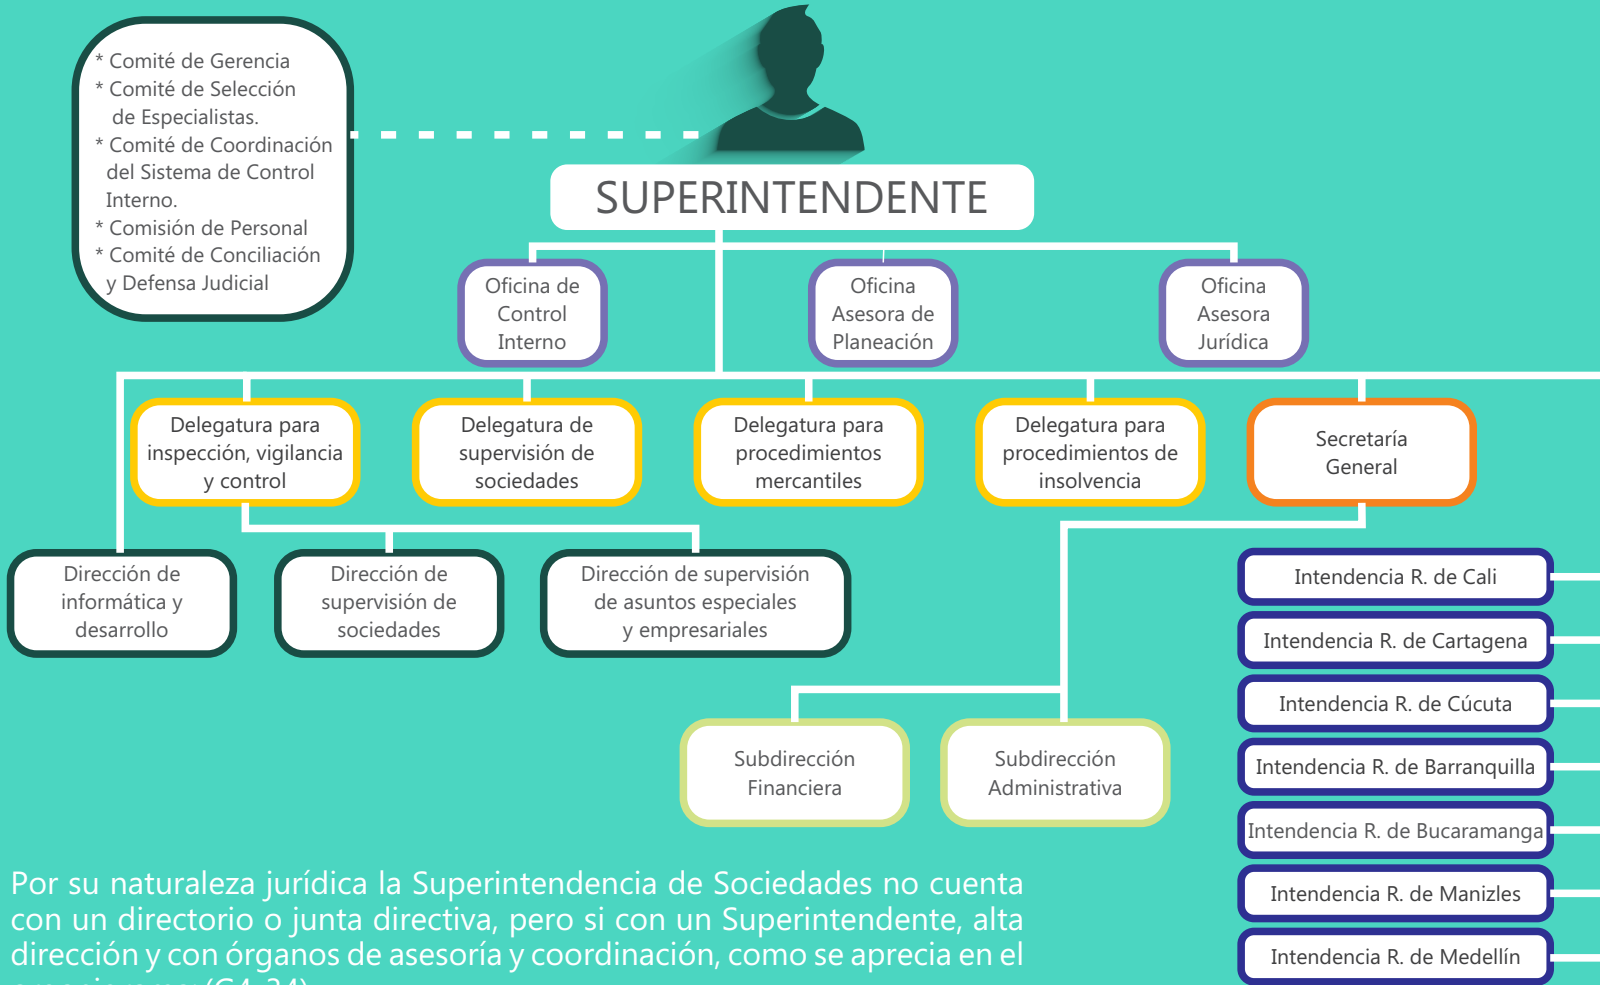 * Comité de Gerencia
* Comité de Selección
de Especialistas.
* Comité de Coordinación
del Sistema de Control
Interno.
* Comisión de Personal
* Comité de Conciliación
y Defensa Judicial
SUPERINTENDENTE
Oficina de
Control
Interno
Oficina
Asesora de
Planeación
Oficina
Asesora
Jurídica
Delegatura para
inspección, vigilancia
y control
Delegatura de
supervisión de
sociedades
Delegatura para
procedimientos
mercantiles
Delegatura para
procedimientos de
insolvencia
Secretaría
General
Dirección de
informática y
desarrollo
Dirección de
supervisión de
sociedades
Dirección de supervisión
de asuntos especiales
y empresariales
Subdirección
Financiera
Subdirección
Administrativa
Intendencia R. de Cali
Intendencia R. de Cartagena
Intendencia R. de Cúcuta
Intendencia R. de Barranquilla
Intendencia R. de Bucaramanga
Intendencia R. de Manizles
Intendencia R. de Medellín
Por su naturaleza jurídica la Superintendencia de Sociedades no cuenta
con un directorio o junta directiva, pero si con un Superintendente, alta
dirección y con órganos de asesoría y coordinación, como se aprecia en el